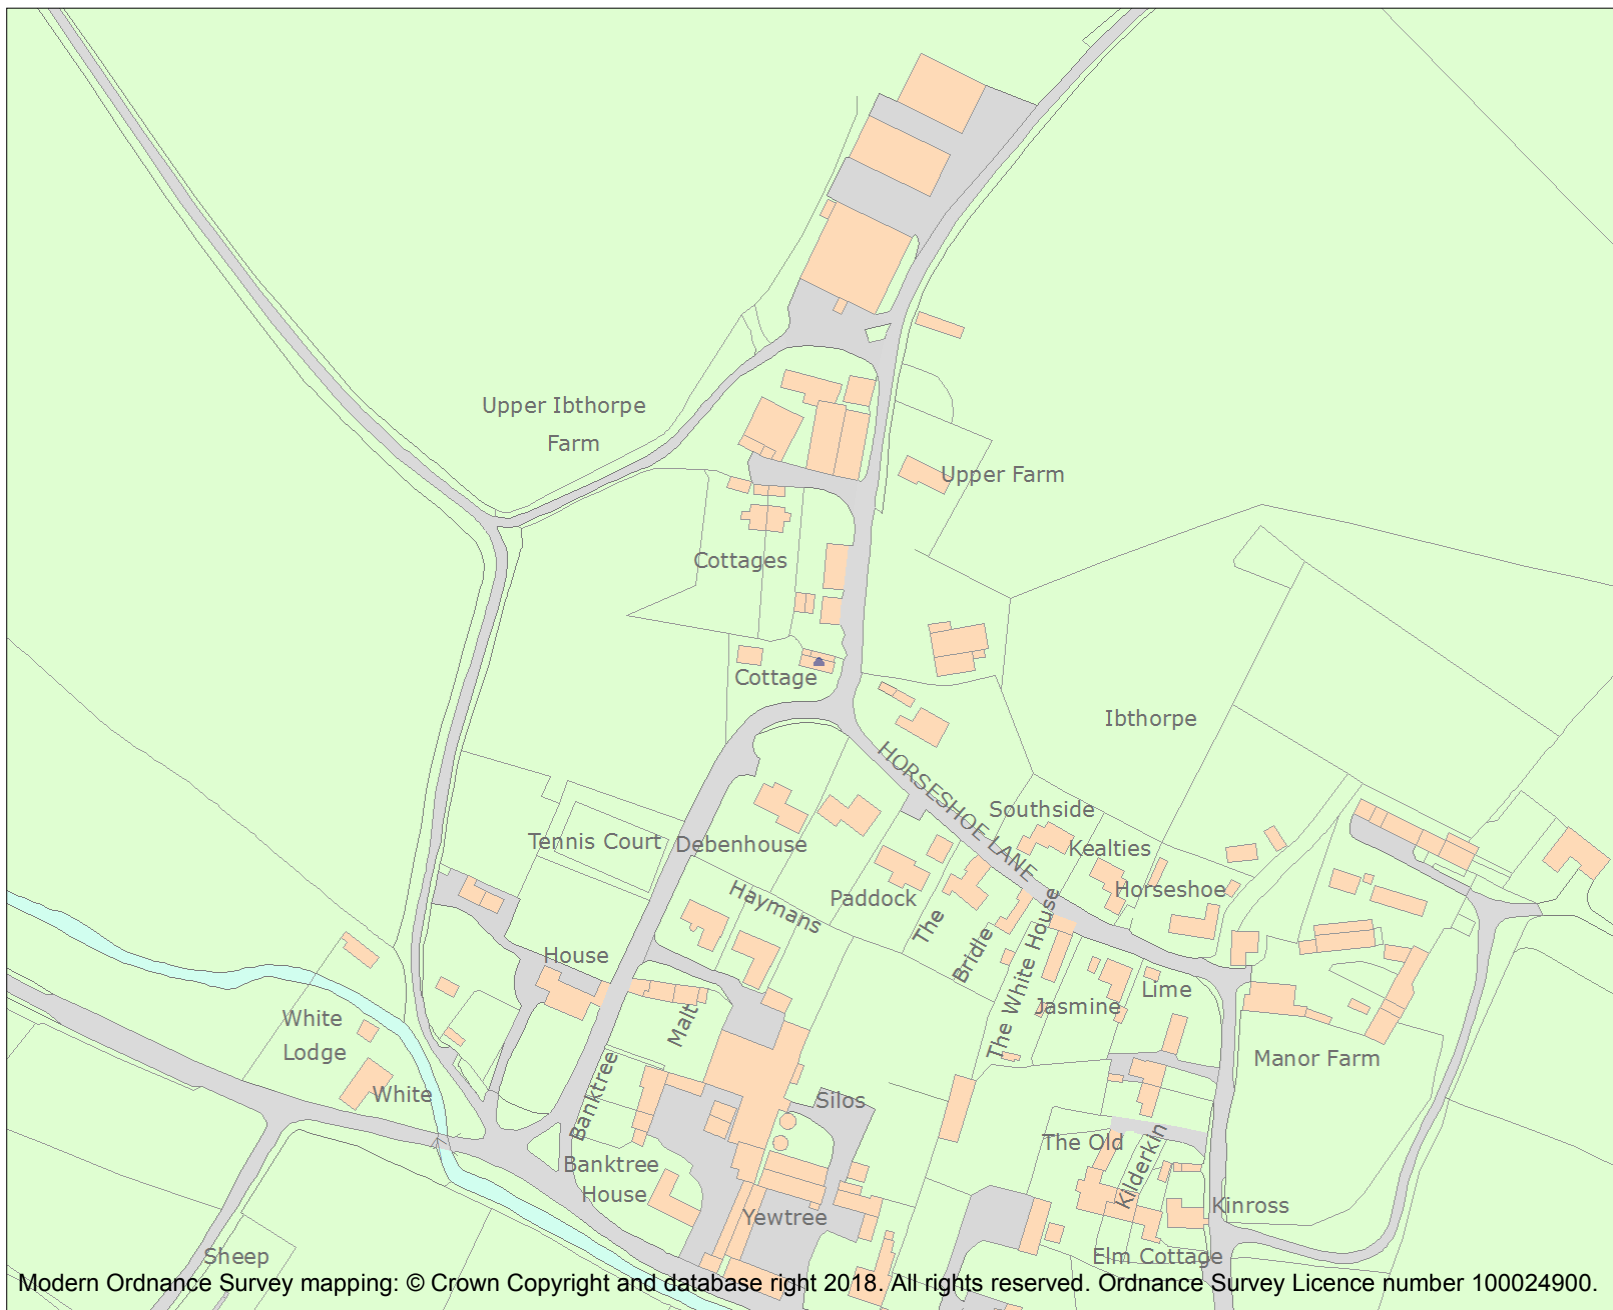 Upper Ibthorpe
Farm
Upper Farm
Cottages
Cottage
Ibthorpe
HORSESHOE LANE
Southside
Tennis Court
Debenhouse
Kealties
Haymans
Paddock
Horseshoe
The
Bridle
The White House
House
Jasmine
Lime
White
Lodge
Malt
Manor Farm
White
Banktree
Silos
The Old
Kilderkin
Banktree
House
Yewtree
Kinross
Sheep
Elm Cottage
Modern Ordnance Survey mapping: © Crown Copyright and database right 2018. All rights reserved. Ordnance Survey Licence number 100024900.